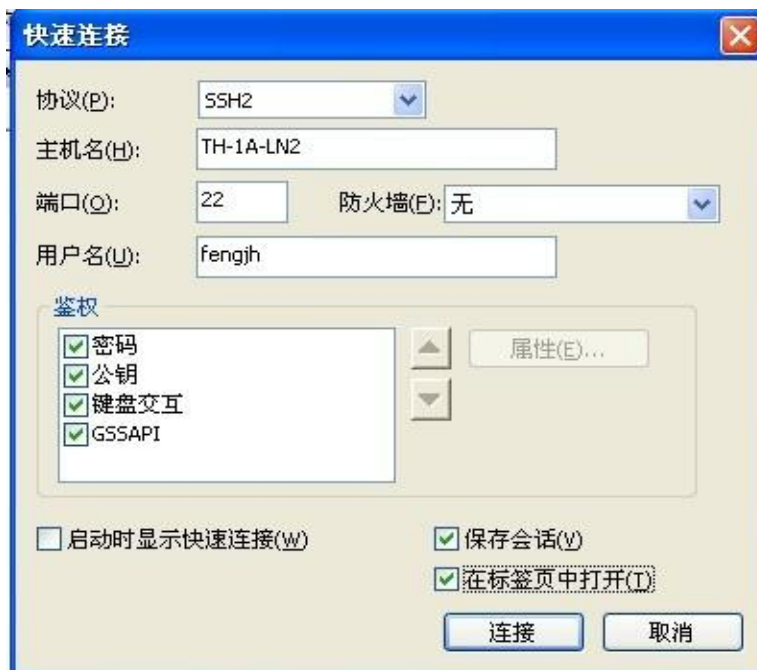 快速连接
协议(P): SSH2
主机名(H): TH-1A-LN2
端口(O): 22 防火墙(F): 无
用户名(U): fengjh
鉴权
密码
公钥
键盘交互
GSSAPI
属性(E)...
启动时显示快速连接(W) 保存会话(V)
在标签页中打开(T)
连接 取消